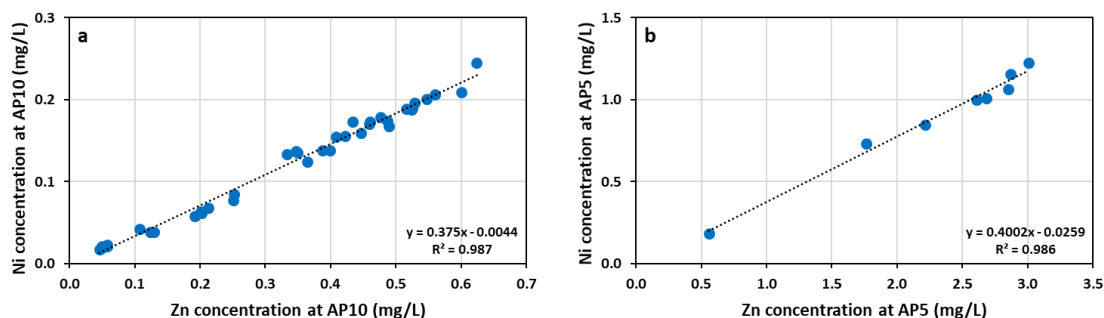 a
Ni concentration at AP10 (mg/L)
0.3
0.2
0.1
0.0
y = 0.375x - 0.0044
R² = 0.987
0.0 0.1 0.2 0.3 0.4 0.5 0.6 0.7
Zn concentration at AP10 (mg/L)
b
Ni concentration at AP5 (mg/L)
1.5
1.0
0.5
0.0
y = 0.4002x - 0.0259
R² = 0.986
0.0 0.5 1.0 1.5 2.0 2.5 3.0 3.5
Zn concentration at AP5 (mg/L)